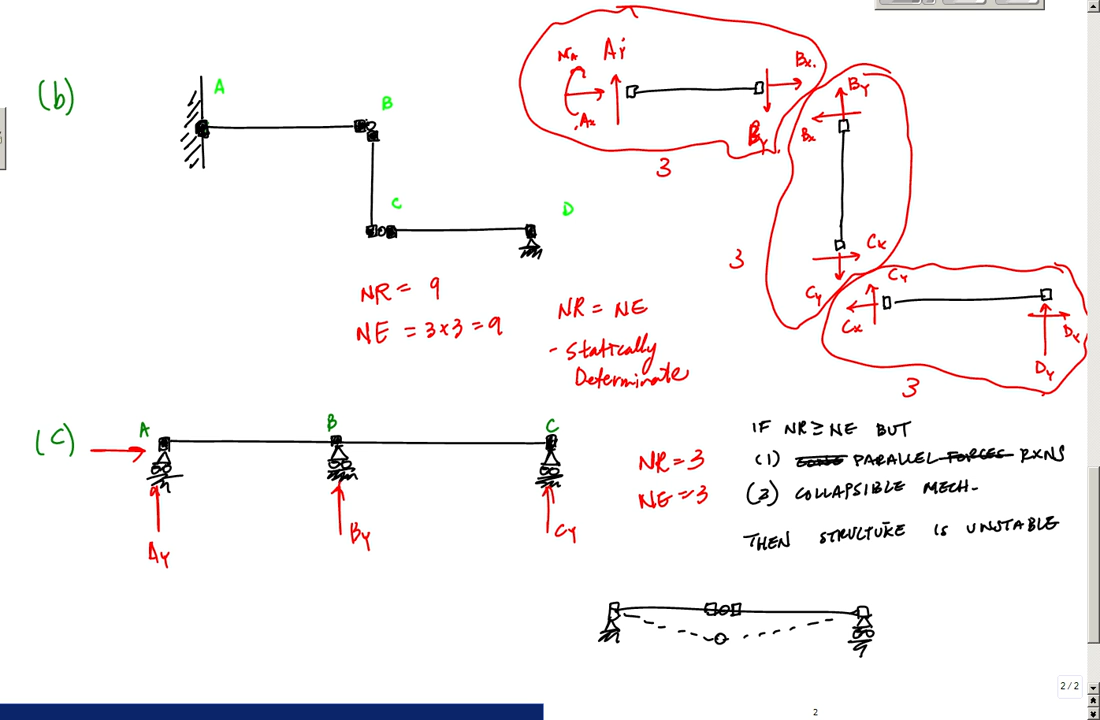 (b)
A
B
C
D
MA
Ay
Ax
Bx
By
3
By
Bx
Cx
Cy
3
Cy
Cx
Dx
Dy
3
NR = 9
NE = 3x3 = 9
NR = NE
- Statically
Determinate
(C)
A
B
C
Ay
By
Cy
NR = 3
NE = 3
IF NR ≥ NE BUT
(1) PARALLEL FORCES RXNS
(2) COLLAPSIBLE MECH.
THEN STRUCTURE IS UNSTABLE
2 / 2
2